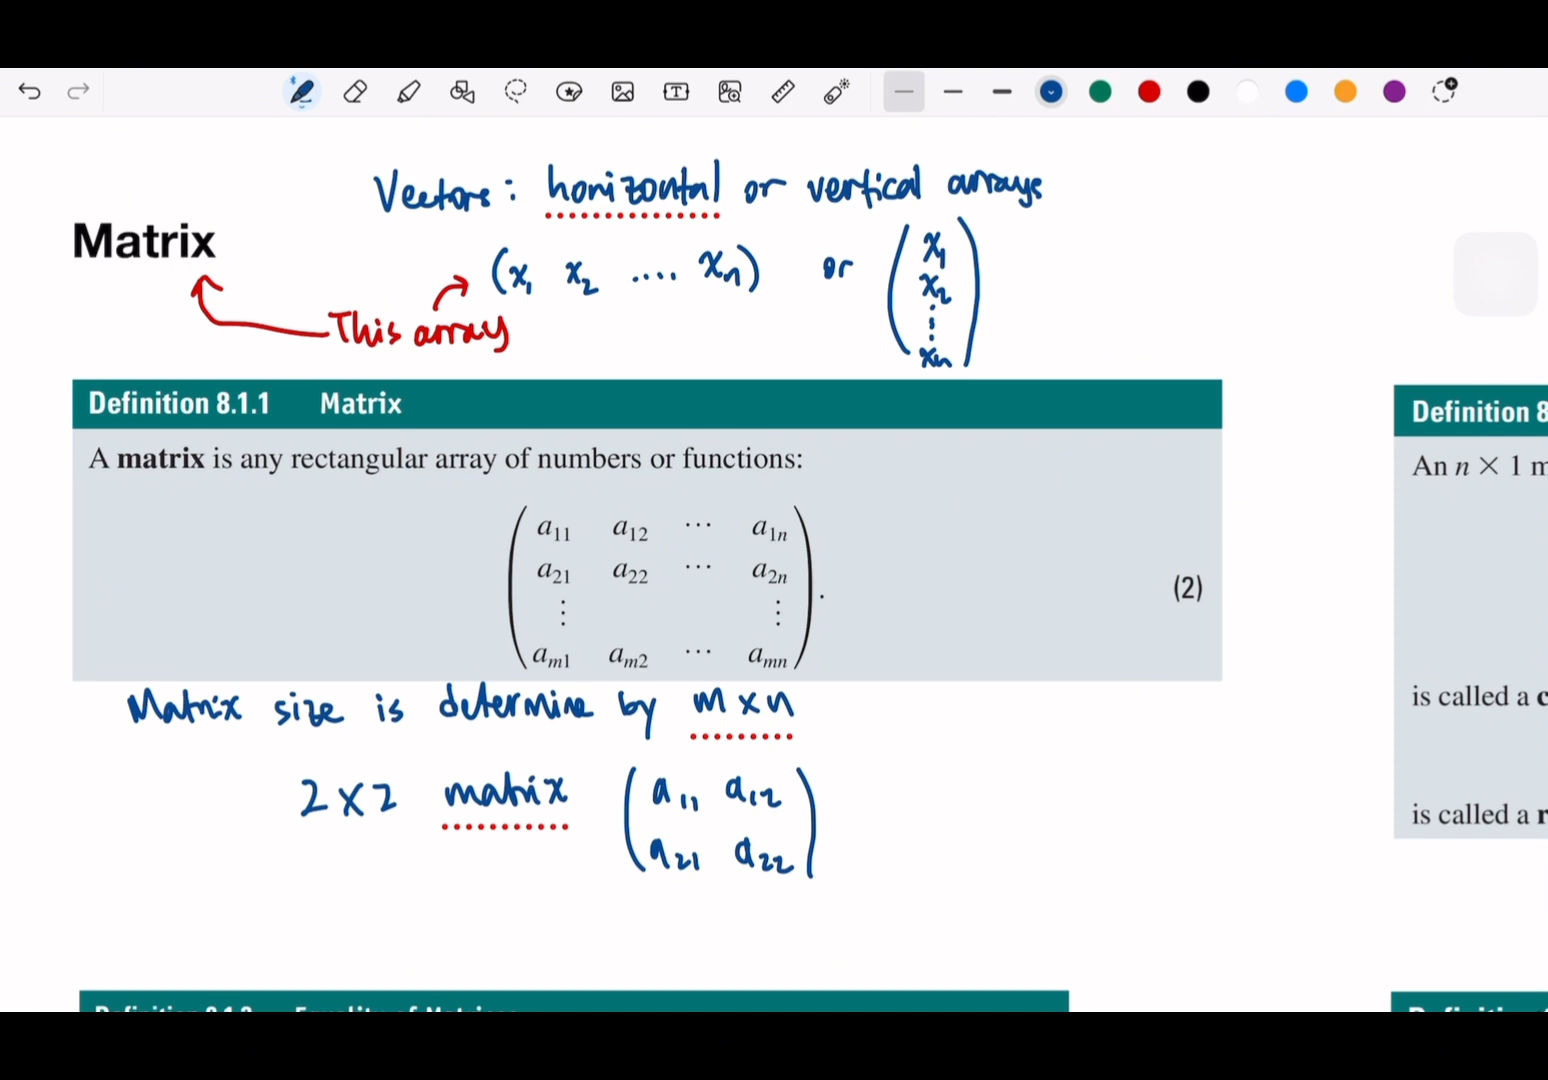 Vectors: horizontal or vertical arrays
Matrix
(x₁ x₂ .... xₙ) or
x₁
x₂
⋮
xₙ
This array
Definition 8.1.1 Matrix
A matrix is any rectangular array of numbers or functions:
a₁₁ a₁₂ ⋯ a₁ₙ
a₂₁ a₂₂ ⋯ a₂ₙ
⋮ ⋮
aₘ₁ aₘ₂ ⋯ aₘₙ
.
(2)
Matrix size is determine by m×n
2×2 matrix
a₁₁ a₁₂
a₂₁ a₂₂
Definition 8
An n × 1 m
is called a c
is called a r